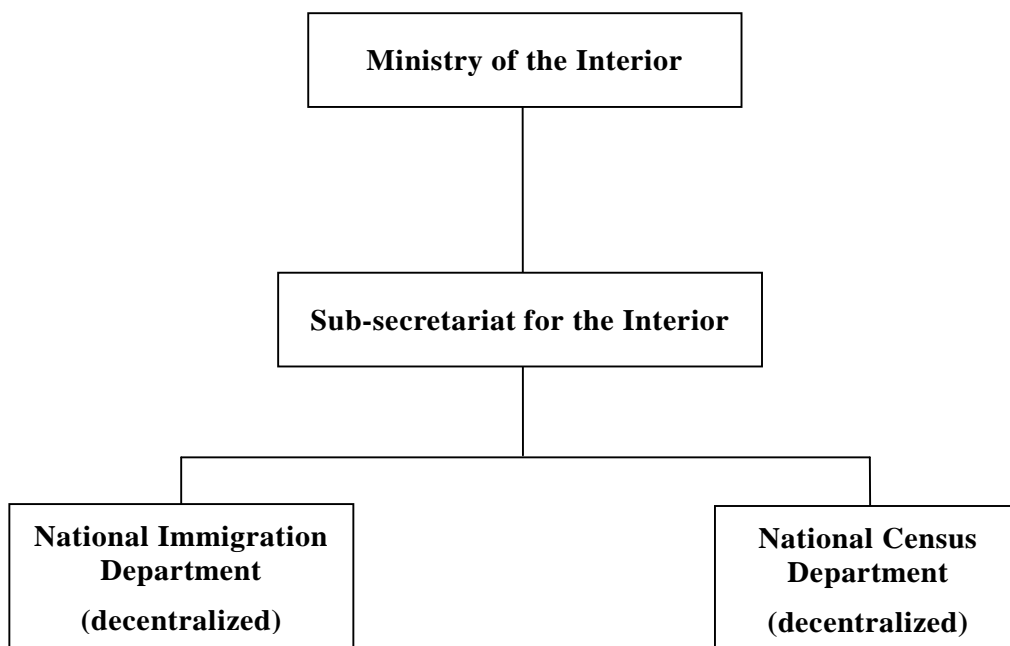 Ministry of the Interior
Sub-secretariat for the Interior
National Immigration
Department
(decentralized)
National Census
Department
(decentralized)